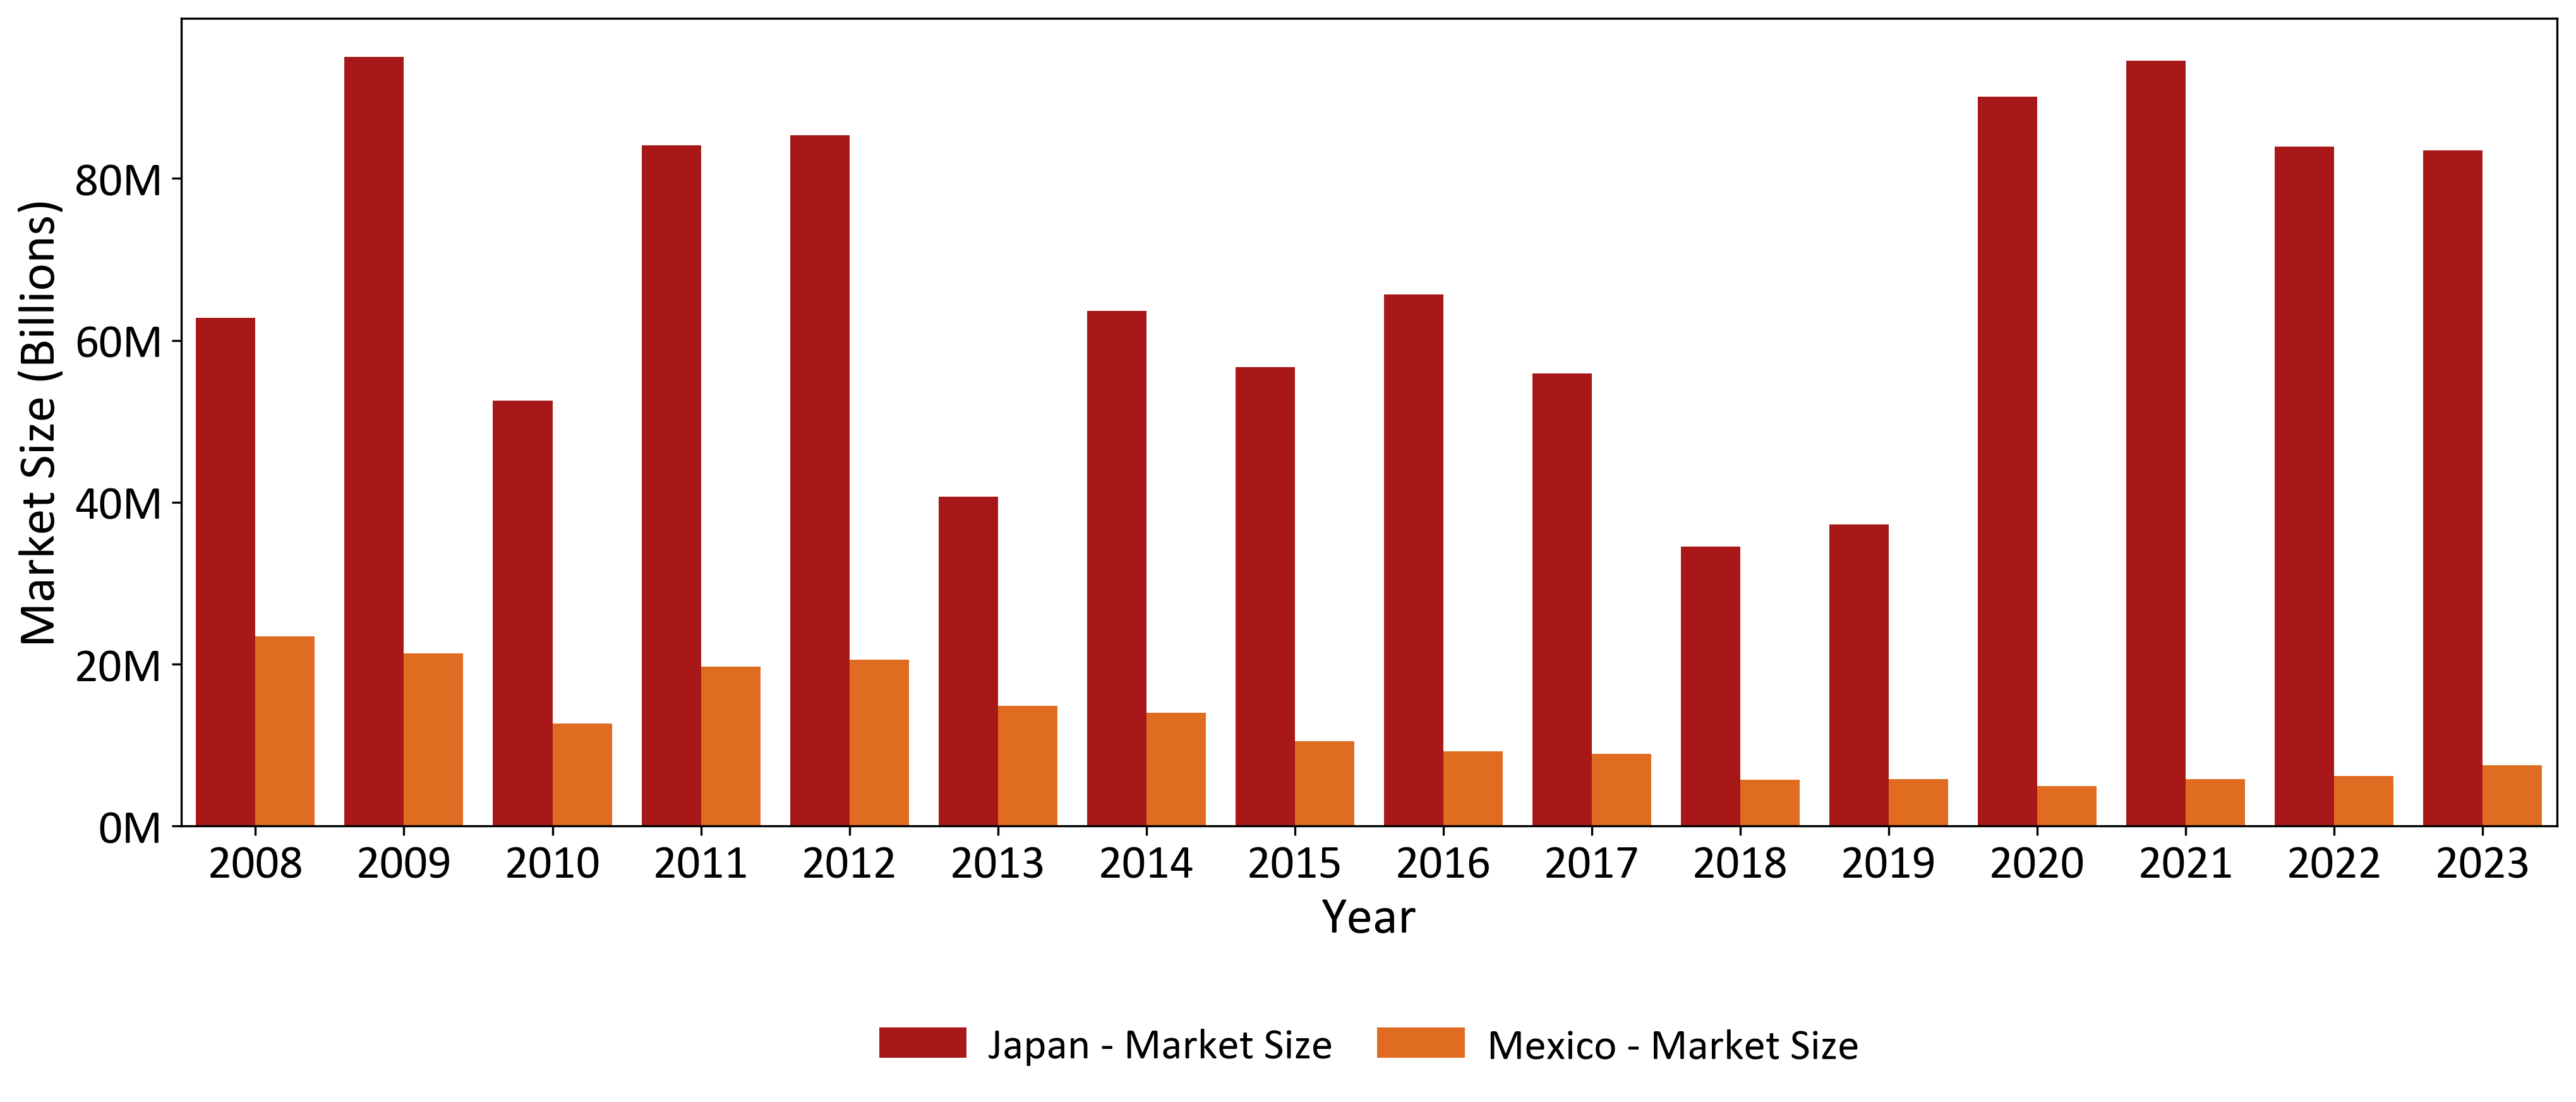 Market Size (Billions)
80M
60M
40M
20M
0M
2008 2009 2010 2011 2012 2013 2014 2015 2016 2017 2018 2019 2020 2021 2022 2023
Year
Japan - Market Size Mexico - Market Size